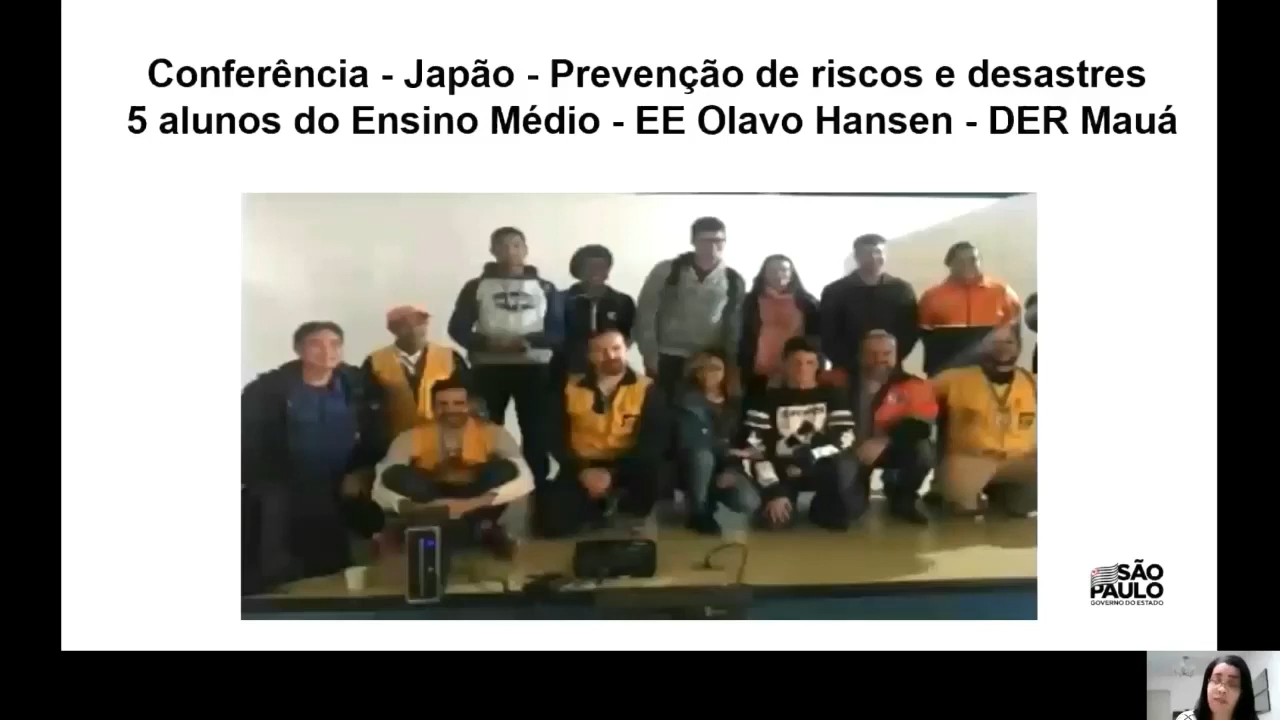 Conferência - Japão - Prevenção de riscos e desastres
5 alunos do Ensino Médio - EE Olavo Hansen - DER Mauá
SÃO
PAULO
GOVERNO DO ESTADO